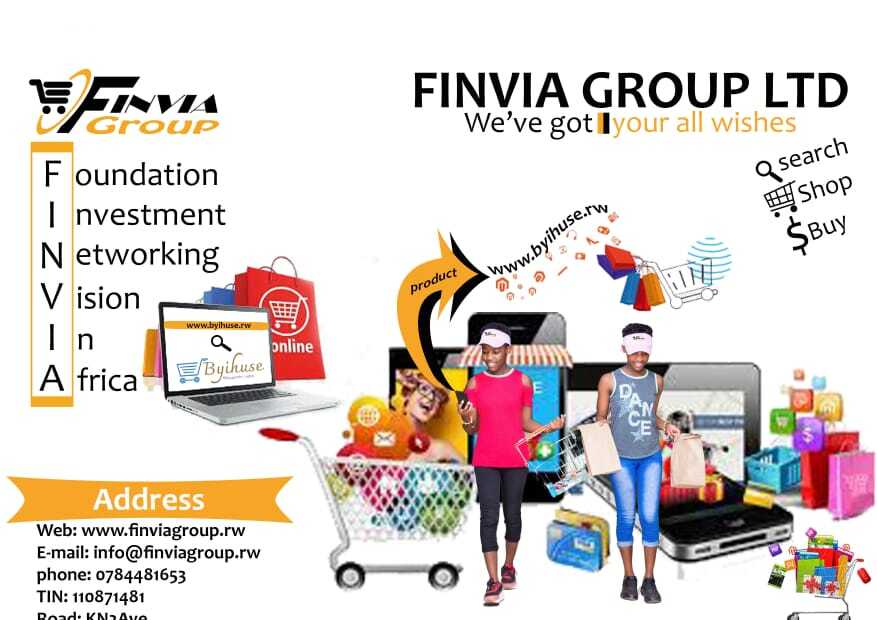 FINVIA
Group
Foundation
Investment
Networking
Vision
In
Africa
www.byihuse.rw
Byihuse
online
Address
Web: www.finviagroup.rw
E-mail: info@finviagroup.rw
phone: 0784481653
TIN: 110871481
Road: KN2Ave
FINVIA GROUP LTD
We've got your all wishes
search
Shop
Buy
product
www.byihuse.rw
DANCE